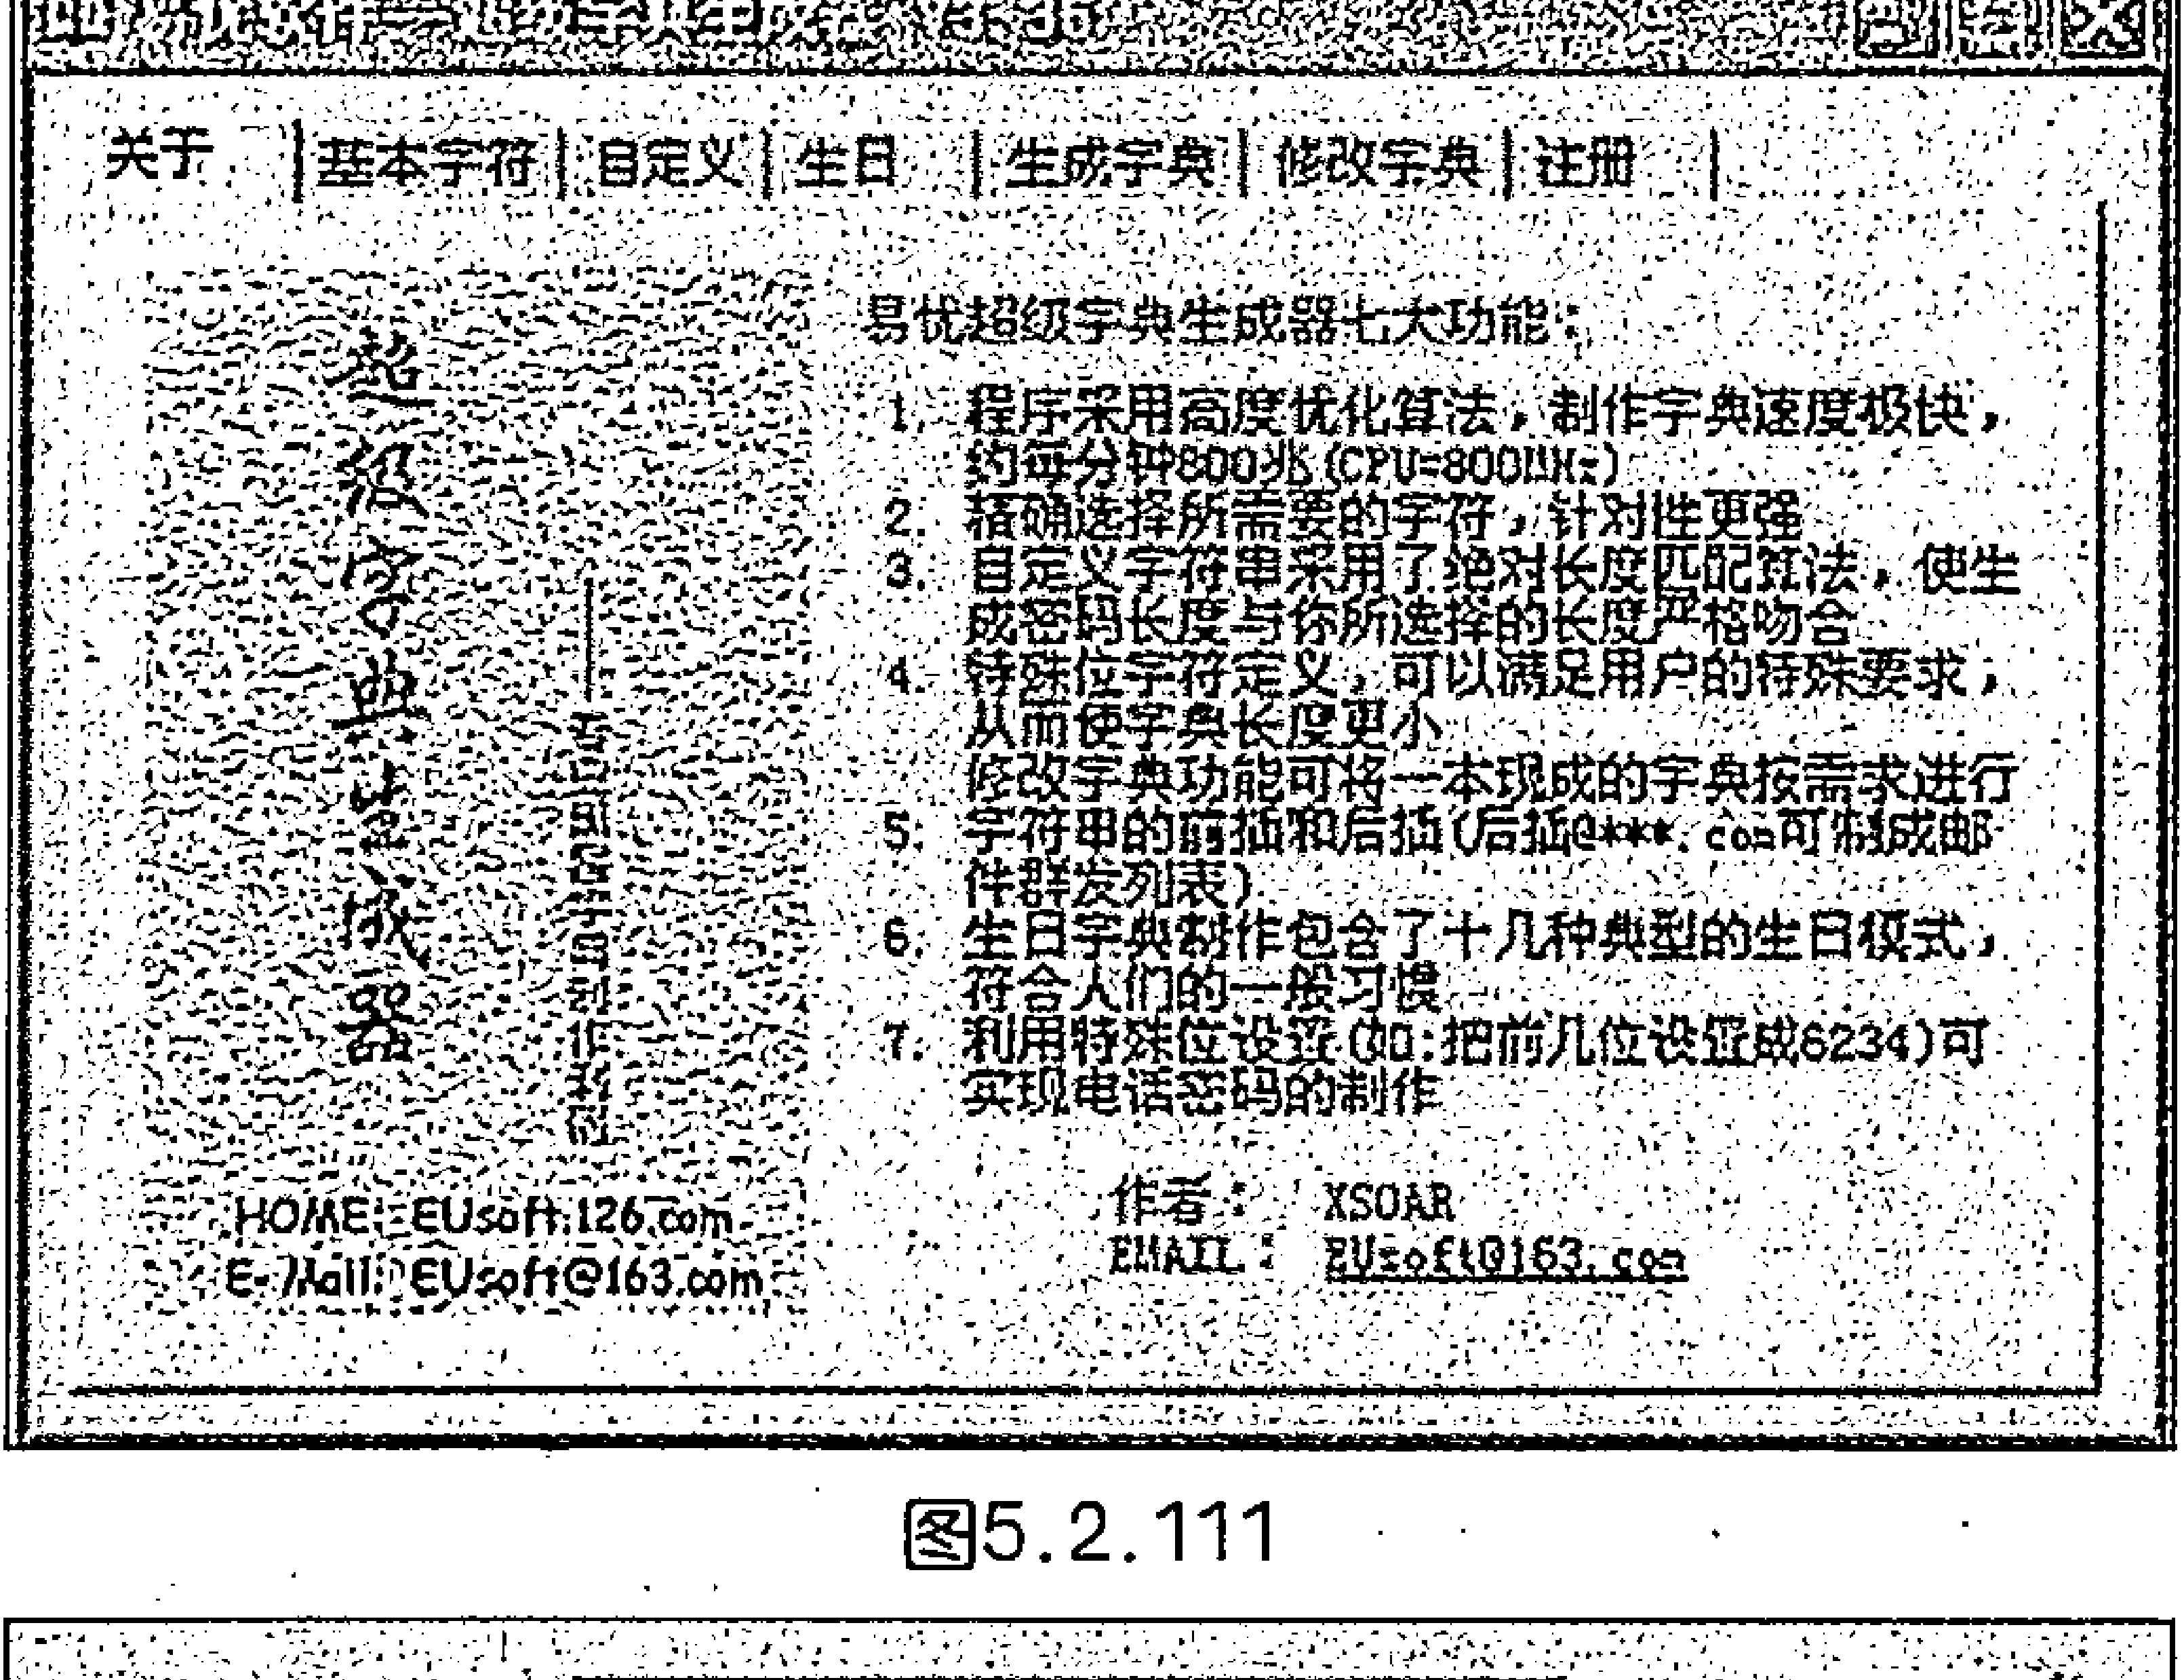 易优软件—超级字典生成器 V3.35
关于 | 基本字符 | 自定义 | 生日 | 生成字典 | 修改字典 | 注册 |
超级字典生成器
HOME: EUsoft.126.com
E-Mail: EUsoft@163.com
易优超级字典生成器七大功能：
1. 程序采用高度优化算法，制作字典速度极快，
约每分钟800兆(CPU=800MHz)
2. 精确选择所需要的字符，针对性更强
3. 自定义字符串采用了绝对长度匹配算法，使生
成密码长度与你所选择的长度严格吻合
4. 特殊位字符定义，可以满足用户的特殊要求，
从而使字典长度更小
修改字典功能可将一本现成的字典按需求进行
5. 字符串的前插和后插(后插@***.com可制成邮
件群发列表)
6. 生日字典制作包含了十几种典型的生日模式，
符合人们的一般习惯
7. 利用特殊位设置(如:把前几位设置成6234)可
实现电话密码的制作
作者： XSOAR
EMAIL： EUsoft@163.com
图5.2.111